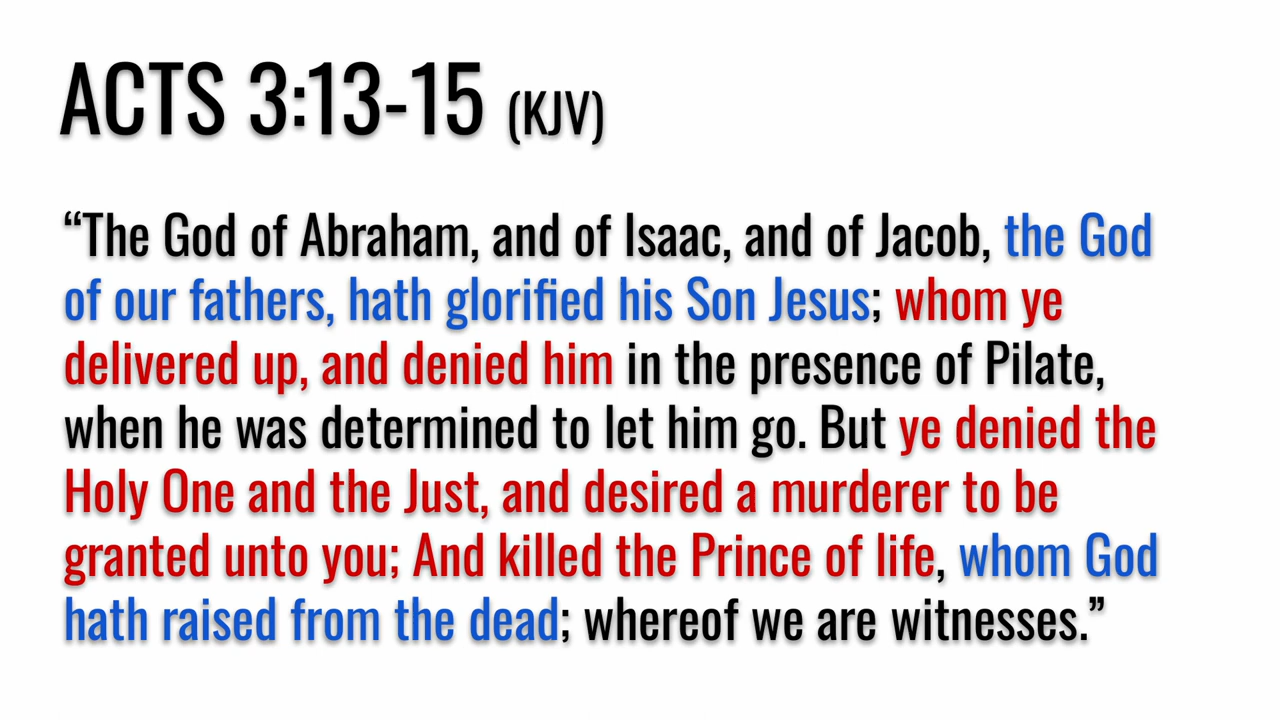 ACTS 3:13-15 (KJV)
“The God of Abraham, and of Isaac, and of Jacob, the God
of our fathers, hath glorified his Son Jesus; whom ye
delivered up, and denied him in the presence of Pilate,
when he was determined to let him go. But ye denied the
Holy One and the Just, and desired a murderer to be
granted unto you; And killed the Prince of life, whom God
hath raised from the dead; whereof we are witnesses.”